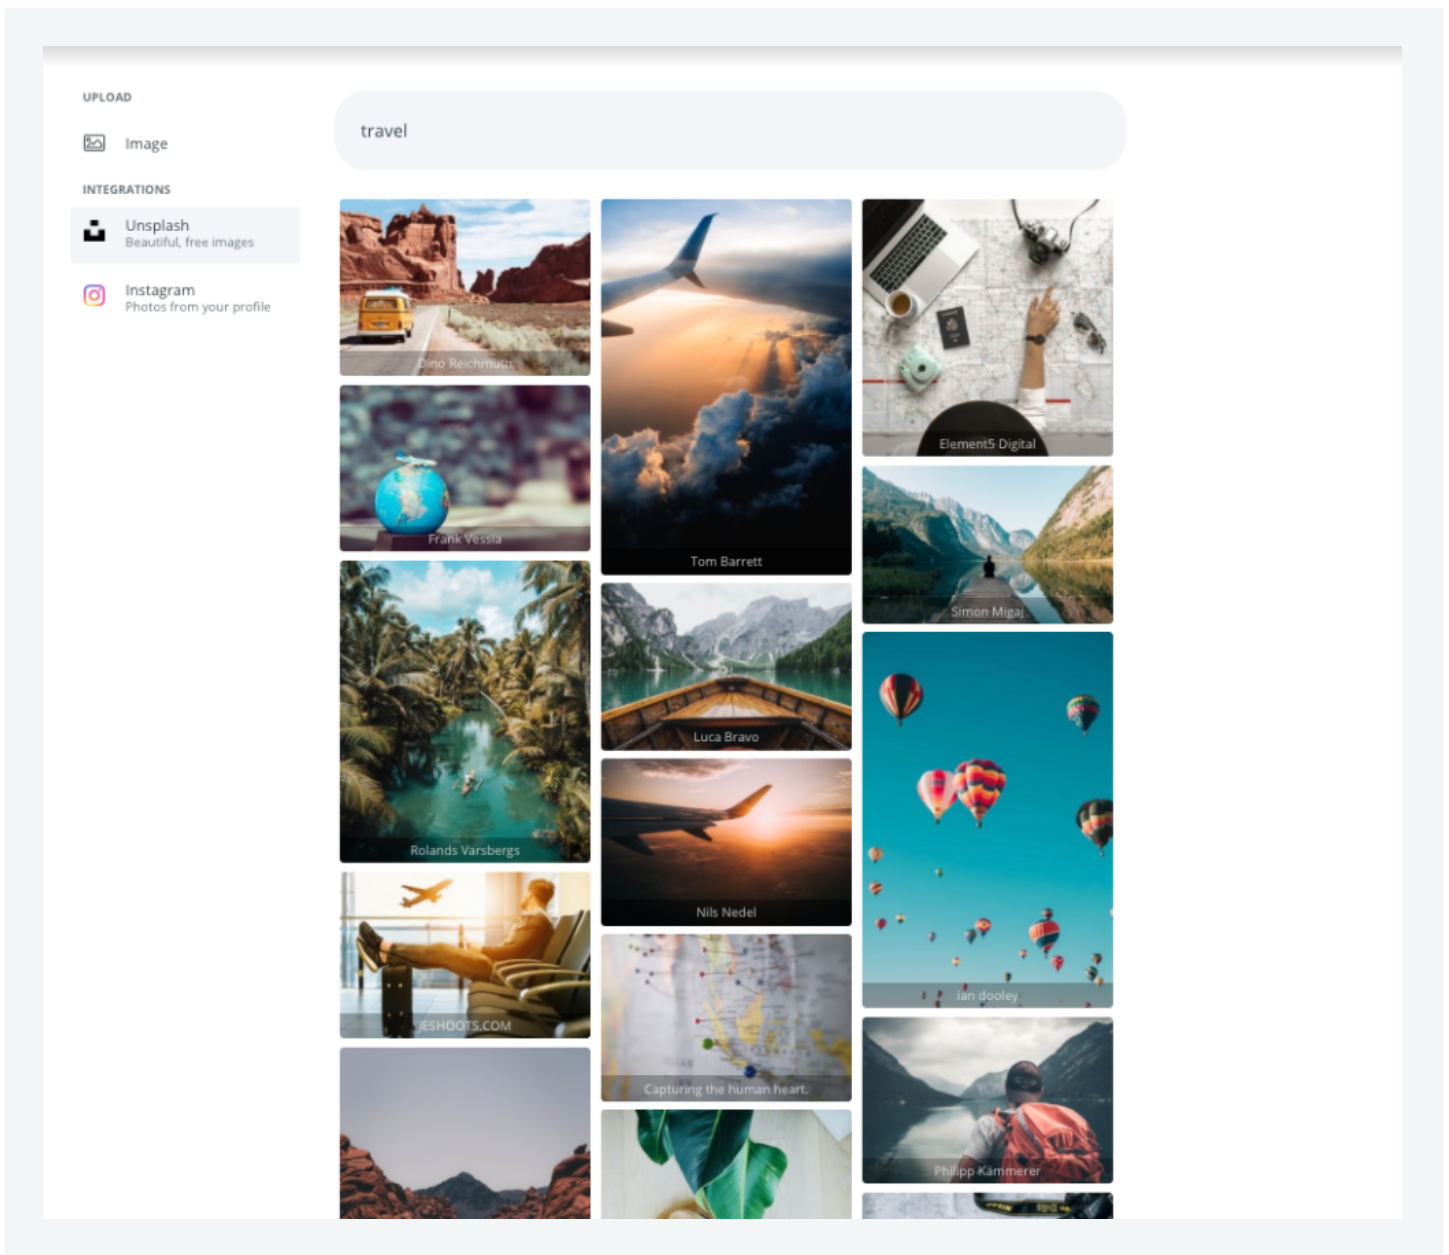 UPLOAD
Image
INTEGRATIONS
Unsplash
Beautiful, free images
Instagram
Photos from your profile
travel
Dino Reichmuth
Frank Vessia
Rolands Varsbergs
JESHOOTS.COM
Tom Barrett
Luca Bravo
Nils Nedel
Capturing the human heart.
Element5 Digital
Simon Migaj
ian dooley
Philipp Kämmerer